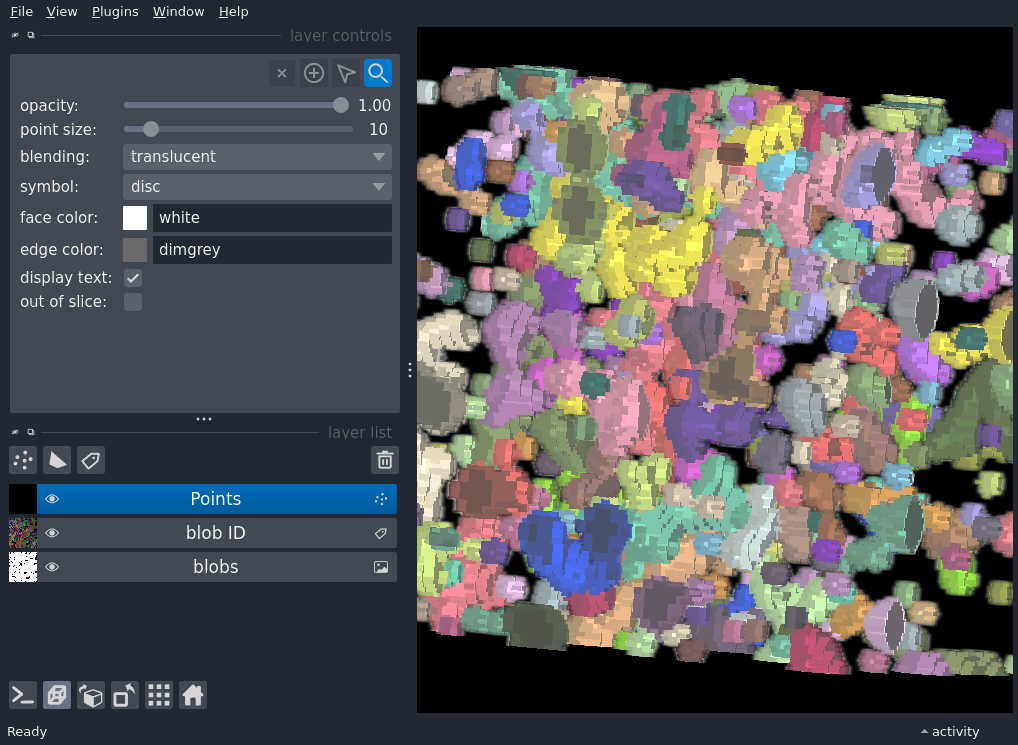 File View Plugins Window Help
layer controls
opacity: 1.00
point size: 10
blending: translucent
symbol: disc
face color: white
edge color: dimgrey
display text:
out of slice:
layer list
Points
blob ID
blobs
Ready
activity